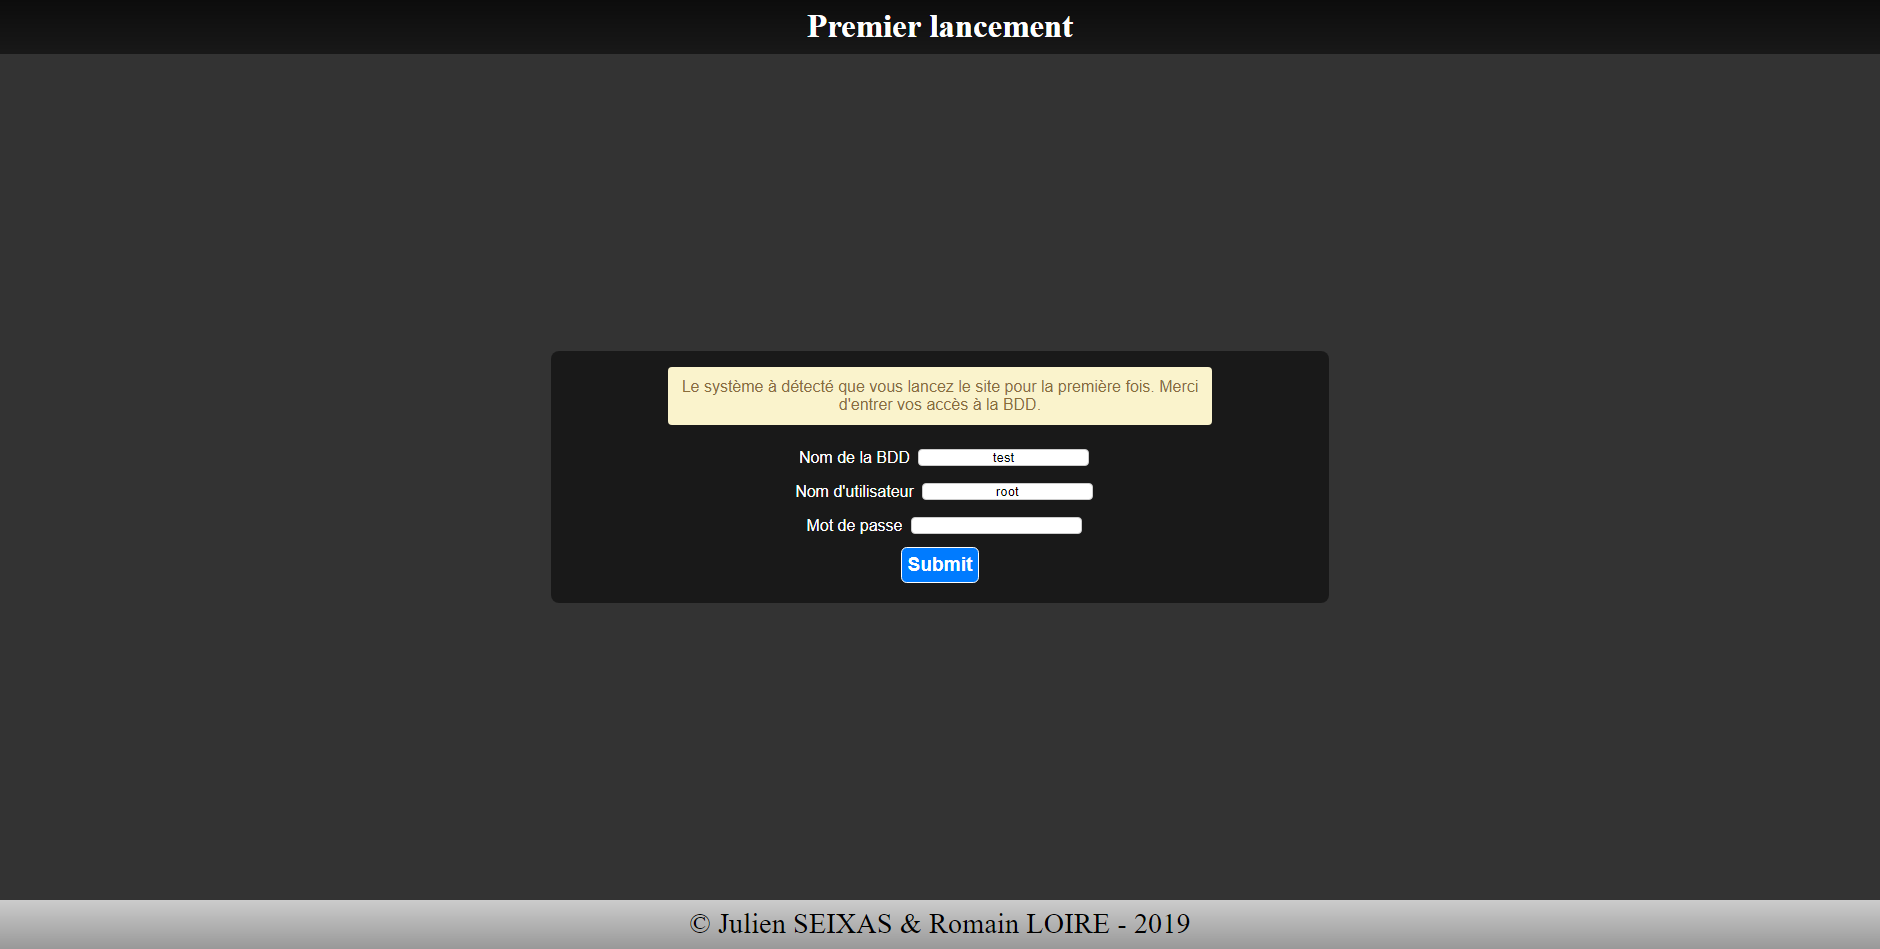 Premier lancement
Le système à détecté que vous lancez le site pour la première fois. Merci
d'entrer vos accès à la BDD.
Nom de la BDD test
Nom d'utilisateur root
Mot de passe
Submit
© Julien SEIXAS & Romain LOIRE - 2019